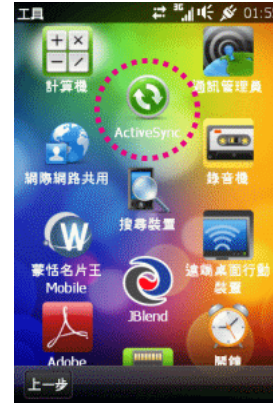 工具
3G 01:5
計算機
ActiveSync
通訊管理員
網際網路共用
錄音機
搜尋裝置
蒙恬名片王
Mobile
JBlend
遠端桌面行動
裝置
Adobe
鬧鐘
上一步